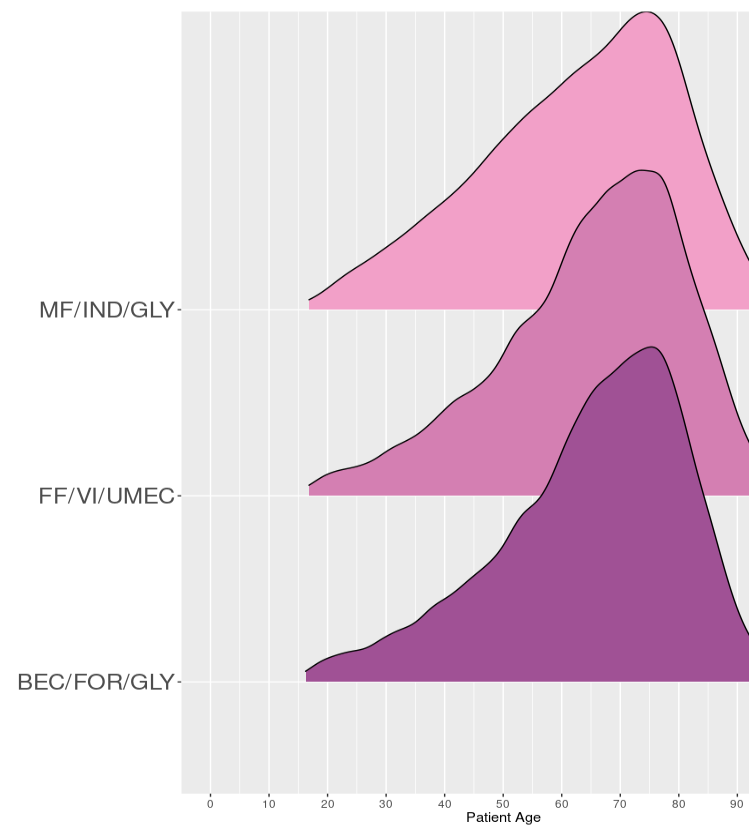 MF/IND/GLY
FF/VI/UMEC
BEC/FOR/GLY
0 10 20 30 40 50 60 70 80 90
Patient Age